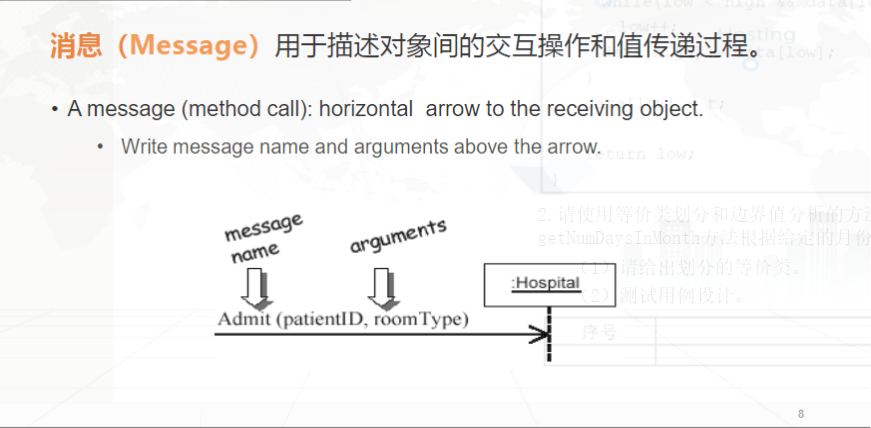 while(low < high && data[lo
消息（Message）用于描述对象间的交互操作和值传递过程。
low++;
ta[low];
}
• A message (method call): horizontal arrow to the receiving object.
• Write message name and arguments above the arrow.
return low;
}
2.请使用等价类划分和边界值分析的方法
getNumDaysInMonth方法根据给定的月份
（1）请给出划分的等价类。
（2）测试用例设计。
序号
message
name
arguments
:Hospital
Admit (patientID, roomType)
8